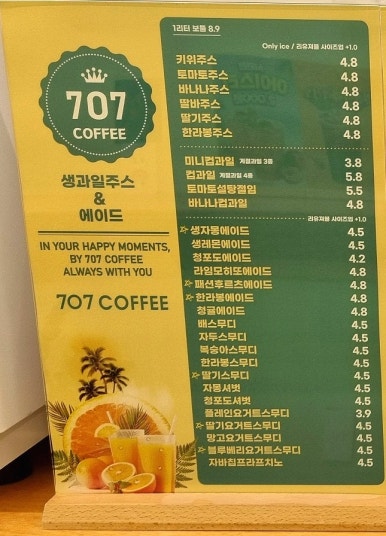 707
COFFEE
생과일주스
&
에이드
IN YOUR HAPPY MOMENTS,
BY 707 COFFEE
ALWAYS WITH YOU
707 COFFEE
1리터 보틀 8.9
Only ice / 리유저블 사이즈업 +1.0
키위주스 4.8
토마토주스 4.8
바나나주스 4.8
딸바주스 4.8
딸기주스 4.8
한라봉주스 4.8
미니컵과일 계절과일 3종 3.8
컵과일 계절과일 4종 5.8
토마토설탕절임 5.5
바나나컵과일 4.8
리유저블 사이즈업 +1.0
생자몽에이드 4.5
생레몬에이드 4.5
청포도에이드 4.2
라임모히또에이드 4.8
패션후르츠에이드 4.8
한라봉에이드 4.8
청귤에이드 4.8
배스무디 4.5
자두스무디 4.5
복숭아스무디 4.5
한라봉스무디 4.5
딸기스무디 4.5
자몽셔벗 4.5
청포도셔벗 4.5
플레인요거트스무디 3.9
딸기요거트스무디 4.5
망고요거트스무디 4.5
블루베리요거트스무디 4.5
자바칩프라프치노 4.5